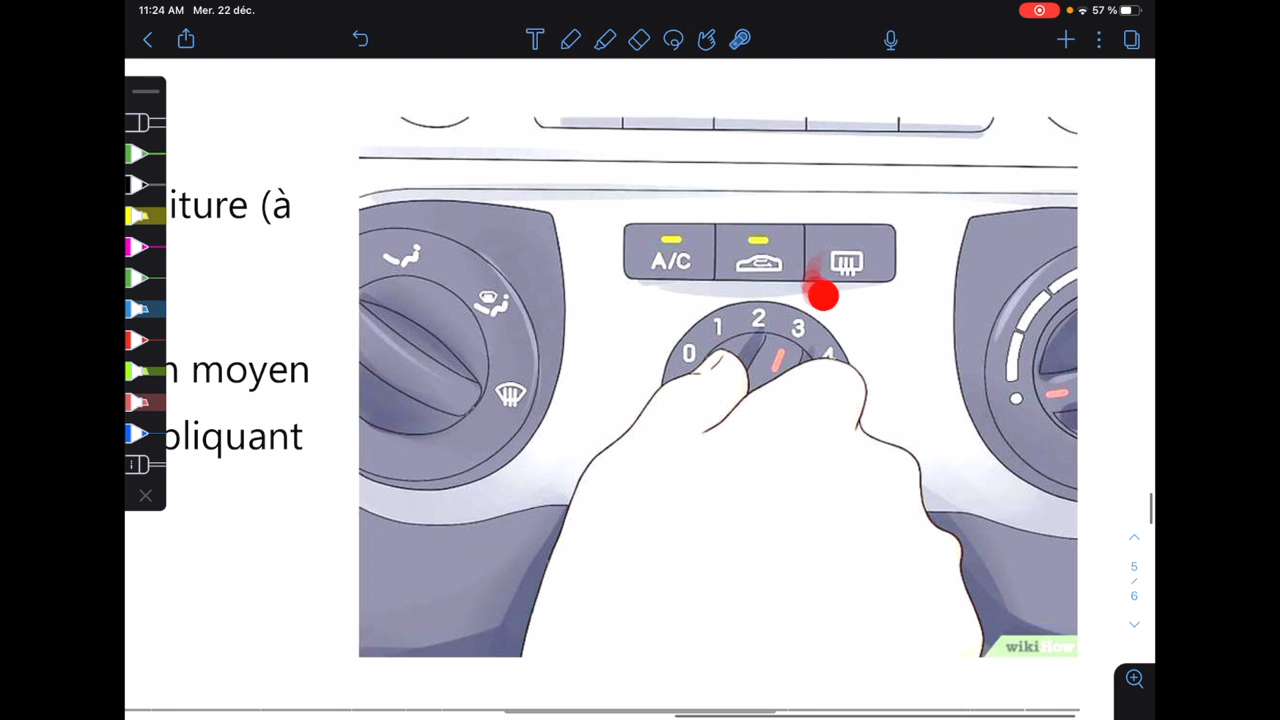 11:24 AM Mer. 22 déc.
57 %
iture (à
A/C
1 2 3
0 4
n moyen
pliquant
5
/
6
wikiHow